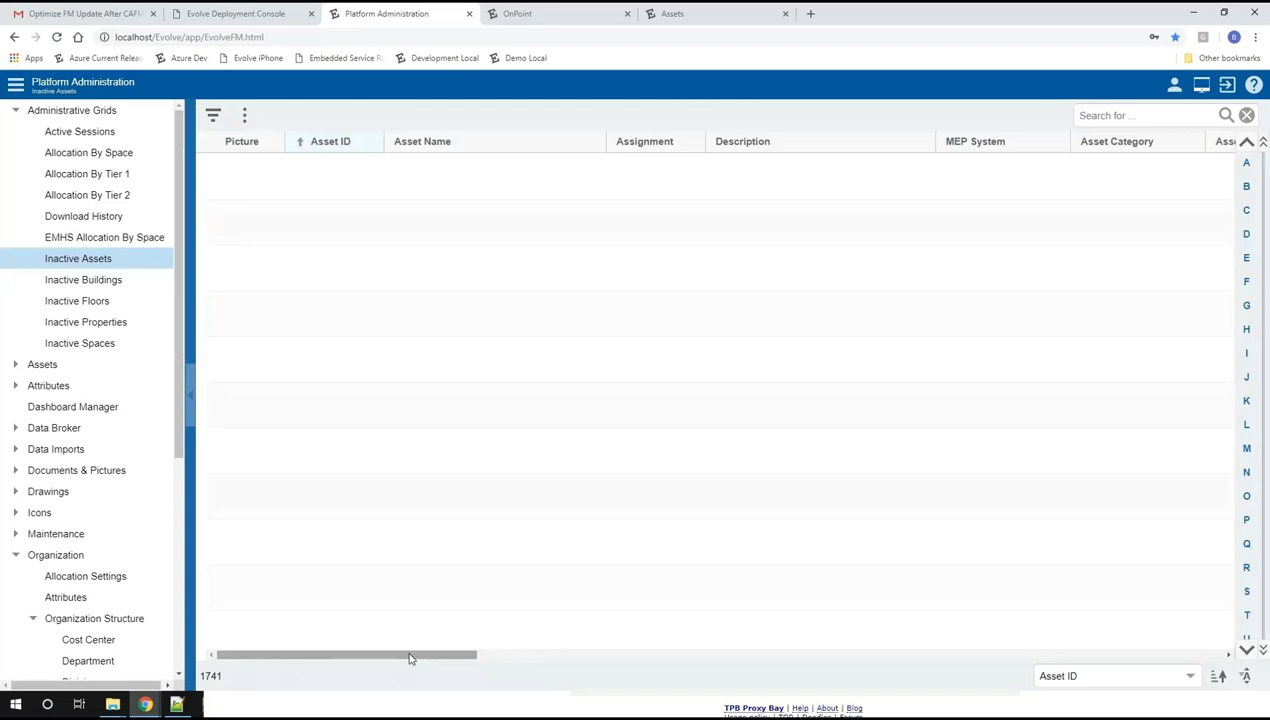 Optimize FM Update After CAFM
Evolve Deployment Console
Platform Administration
OnPoint
Assets
localhost/Evolve/app/EvolveFM.html
Apps
Azure Current Releas
Azure Dev
Evolve iPhone
Embedded Service R
Development Local
Demo Local
Other bookmarks
Platform Administration
Inactive Assets
Administrative Grids
Active Sessions
Allocation By Space
Allocation By Tier 1
Allocation By Tier 2
Download History
EMHS Allocation By Space
Inactive Assets
Inactive Buildings
Inactive Floors
Inactive Properties
Inactive Spaces
Assets
Attributes
Dashboard Manager
Data Broker
Data Imports
Documents & Pictures
Drawings
Icons
Maintenance
Organization
Allocation Settings
Attributes
Organization Structure
Cost Center
Department
Search for ...
Picture
Asset ID
Asset Name
Assignment
Description
MEP System
Asset Category
Ass
A
B
C
D
E
F
G
H
I
J
K
L
M
N
O
P
Q
R
S
T
1741
Asset ID
TPB Proxy Bay | Help | About | Blog